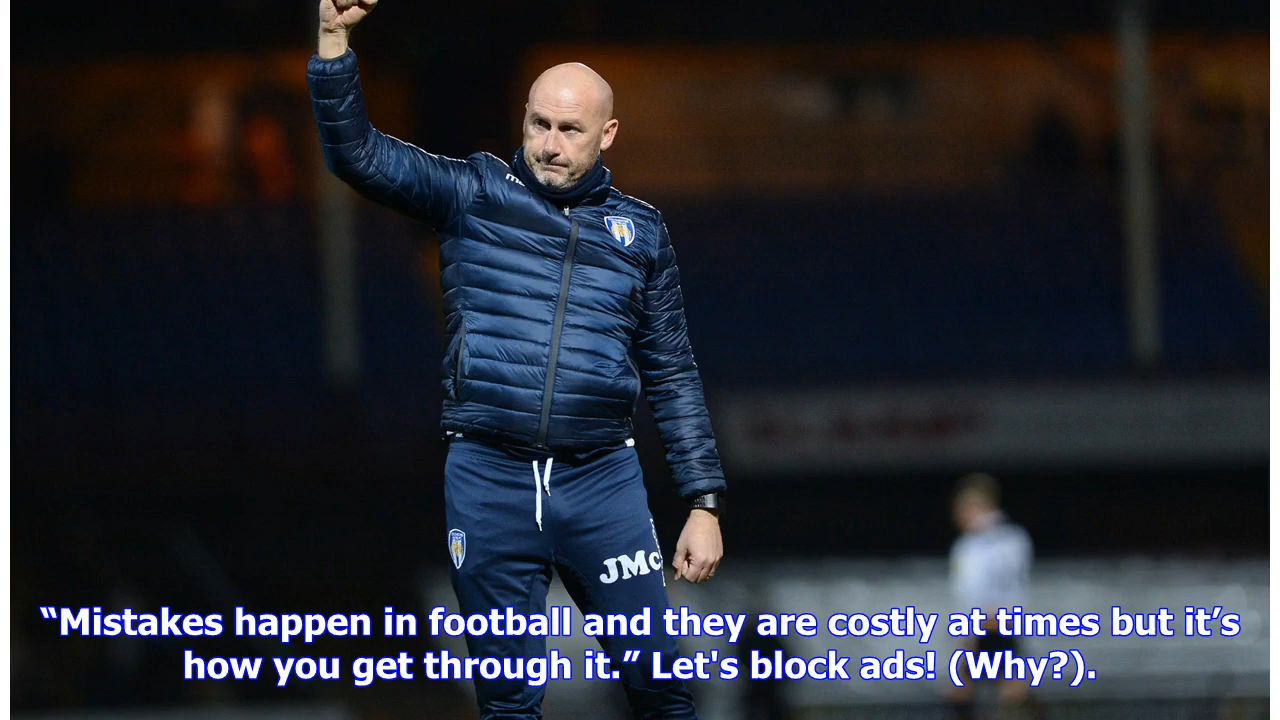 JMc
“Mistakes happen in football and they are costly at times but it’s
how you get through it.” Let's block ads! (Why?).